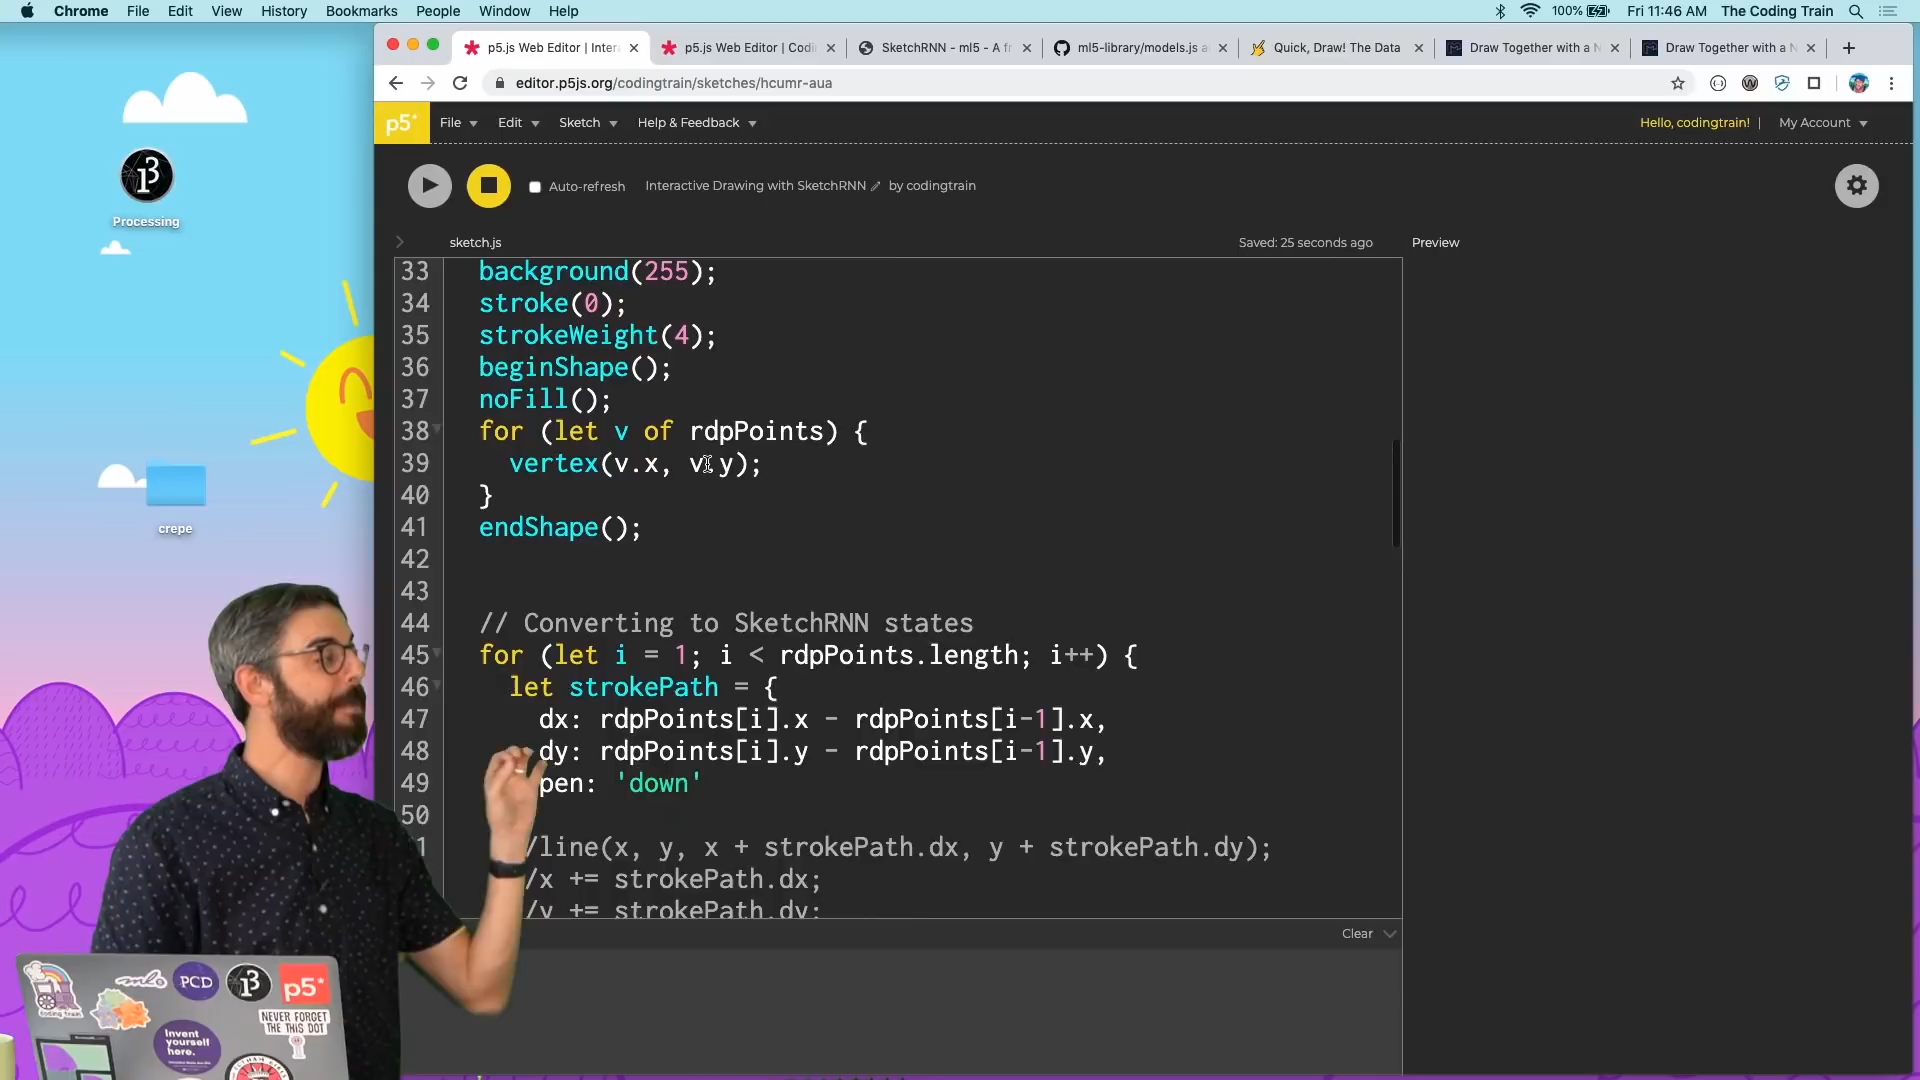 Chrome File Edit View History Bookmarks People Window Help 100% Fri 11:46 AM The Coding Train
p5.js Web Editor | Inter
p5.js Web Editor | Codi
SketchRNN - ml5 - A fr
ml5-library/models.js a
Quick, Draw! The Data
Draw Together with a N
Draw Together with a N
editor.p5js.org/codingtrain/sketches/hcumr-aua
p5* File Edit Sketch Help & Feedback Hello, codingtrain! | My Account
Auto-refresh Interactive Drawing with SketchRNN by codingtrain
sketch.js Saved: 25 seconds ago Preview
33 background(255);
34 stroke(0);
35 strokeWeight(4);
36 beginShape();
37 noFill();
38 for (let v of rdpPoints) {
39 vertex(v.x, v.y);
40 }
41 endShape();
42
43
44 // Converting to SketchRNN states
45 for (let i = 1; i < rdpPoints.length; i++) {
46 let strokePath = {
47 dx: rdpPoints[i].x - rdpPoints[i-1].x,
48 dy: rdpPoints[i].y - rdpPoints[i-1].y,
49 pen: 'down'
50
1 /line(x, y, x + strokePath.dx, y + strokePath.dy);
/x += strokePath.dx;
/y += strokePath.dy;
Clear
Processing
crepe
coding train
PCD
p5*
NEVER FORGET
THE THIS DOT
Invent
yourself
here.